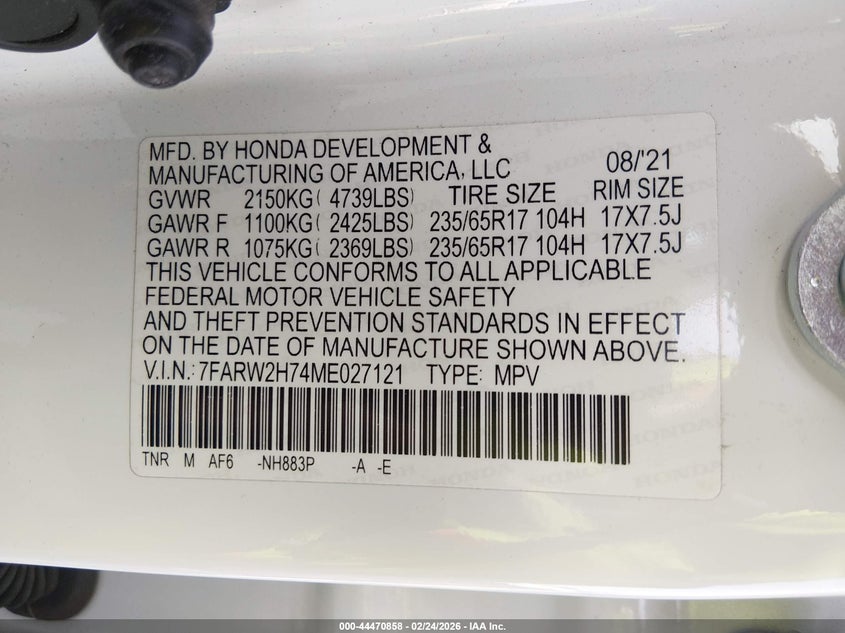 MFD. BY HONDA DEVELOPMENT &
MANUFACTURING OF AMERICA, LLC 08/'21
GVWR 2150KG( 4739LBS) TIRE SIZE RIM SIZE
GAWR F 1100KG( 2425LBS) 235/65R17 104H 17X7.5J
GAWR R 1075KG( 2369LBS) 235/65R17 104H 17X7.5J
THIS VEHICLE CONFORMS TO ALL APPLICABLE
FEDERAL MOTOR VEHICLE SAFETY
AND THEFT PREVENTION STANDARDS IN EFFECT
ON THE DATE OF MANUFACTURE SHOWN ABOVE.
V.I.N.: 7FARW2H74ME027121 TYPE: MPV
TNR M AF6 -NH883P -A -E
000-44470858 - 02/24/2026 - IAA Inc.